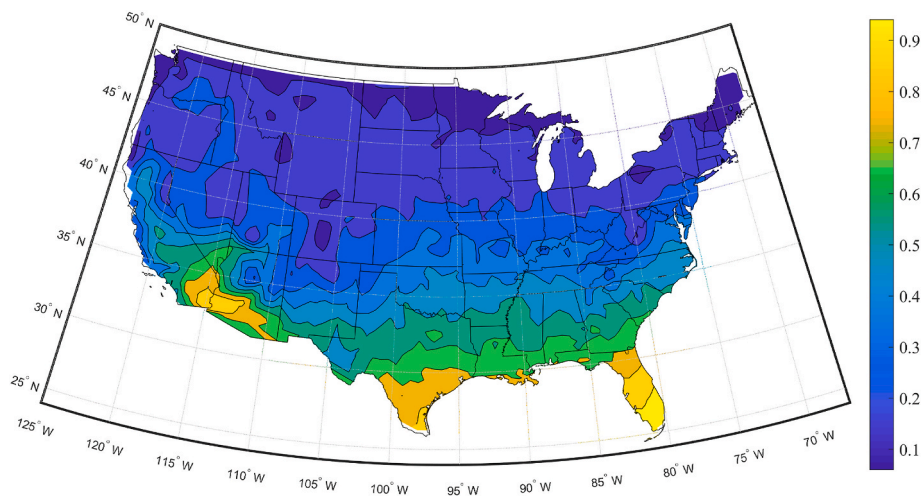 50° N
45° N
40° N
35° N
30° N
25° N
125° W
120° W
115° W
110° W
105° W
100° W
95° W
90° W
85° W
80° W
75° W
70° W
0.9
0.8
0.7
0.6
0.5
0.4
0.3
0.2
0.1